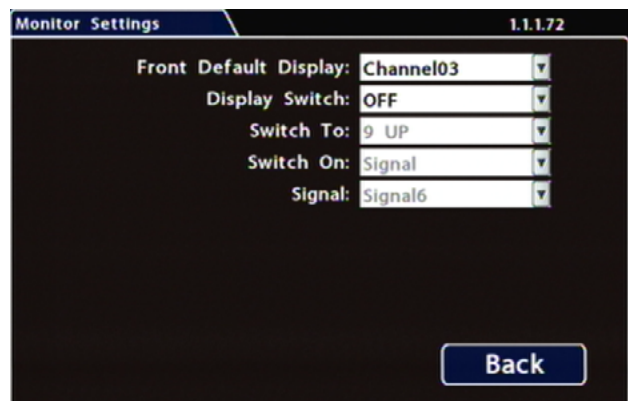 Monitor Settings 1.1.1.72
Front Default Display: Channel03
Display Switch: OFF
Switch To: 9 UP
Switch On: Signal
Signal: Signal6
Back